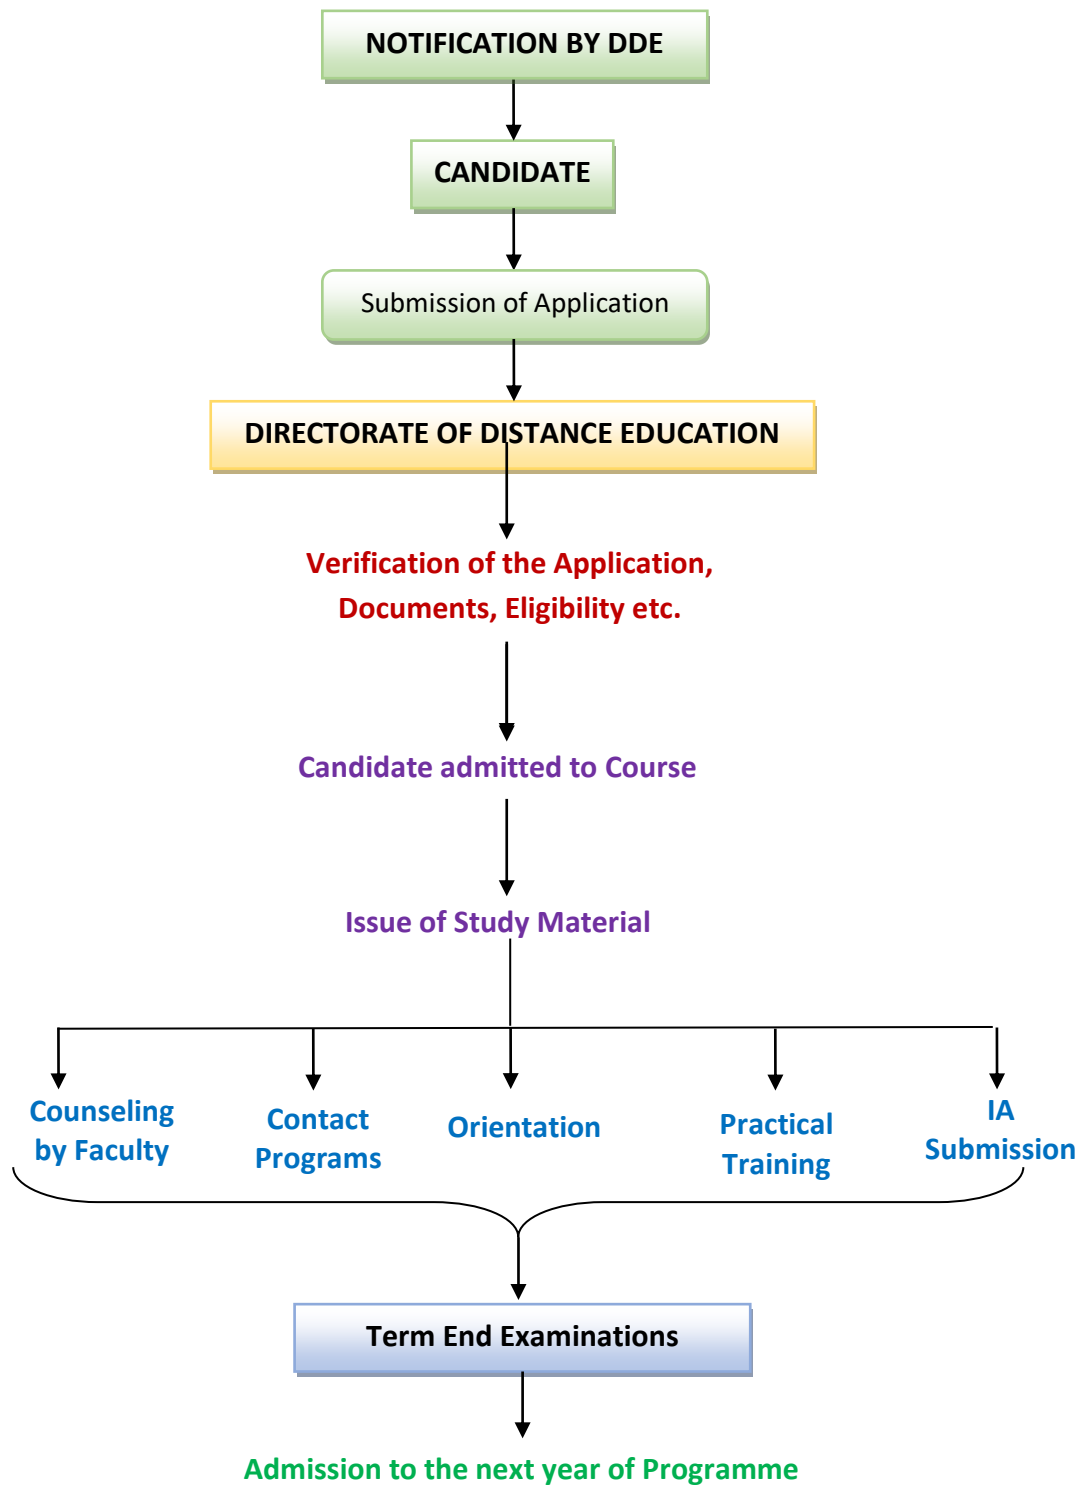 NOTIFICATION BY DDE
CANDIDATE
Submission of Application
DIRECTORATE OF DISTANCE EDUCATION
Verification of the Application,
Documents, Eligibility etc.
Candidate admitted to Course
Issue of Study Material
Counseling
by Faculty
Contact
Programs
Orientation
Practical
Training
IA
Submission
Term End Examinations
Admission to the next year of Programme